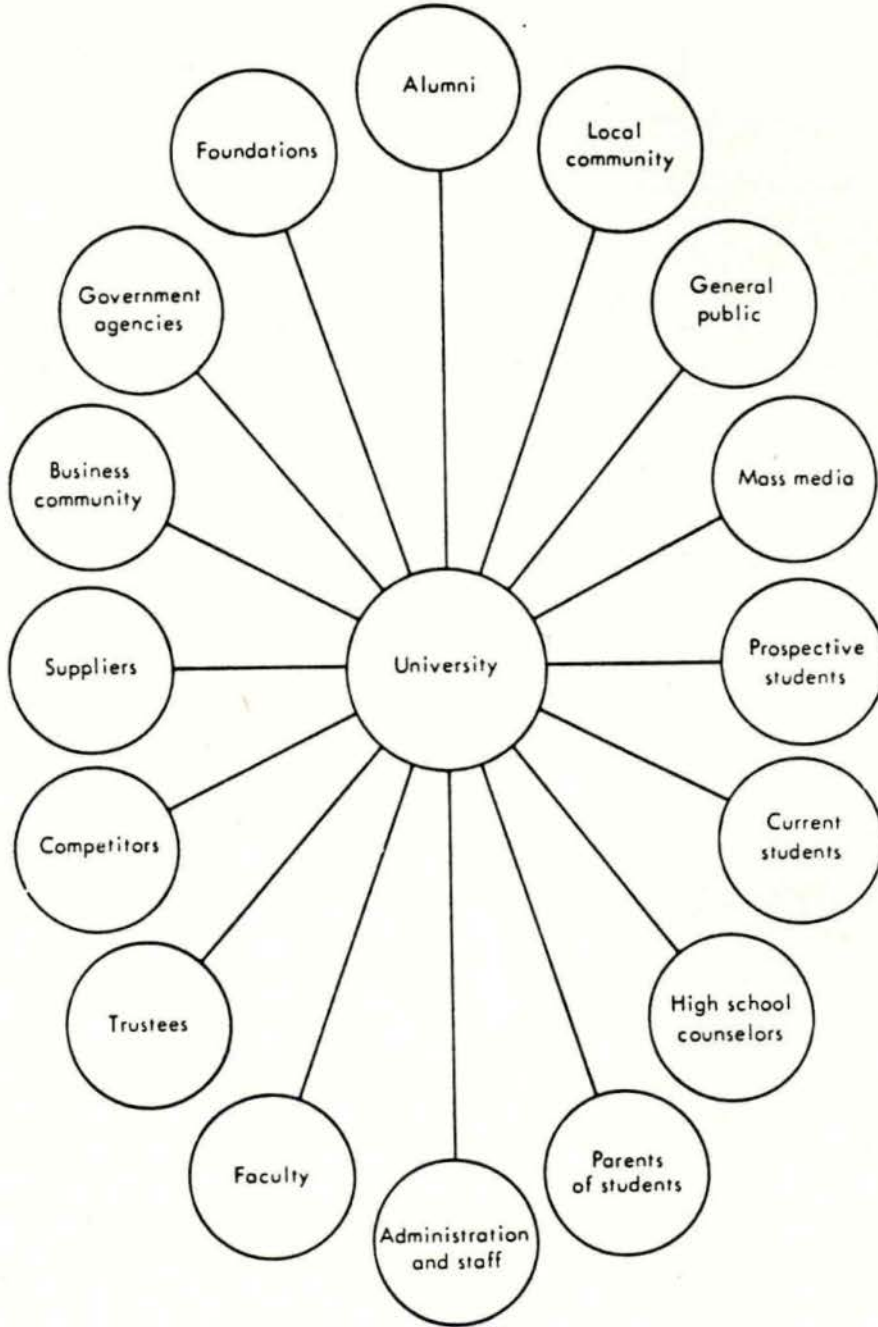 Alumni
Foundations
Local
community
Government
agencies
General
public
Business
community
Mass media
Suppliers
University
Prospective
students
Competitors
Current
students
Trustees
High school
counselors
Faculty
Parents
of students
Administration
and staff